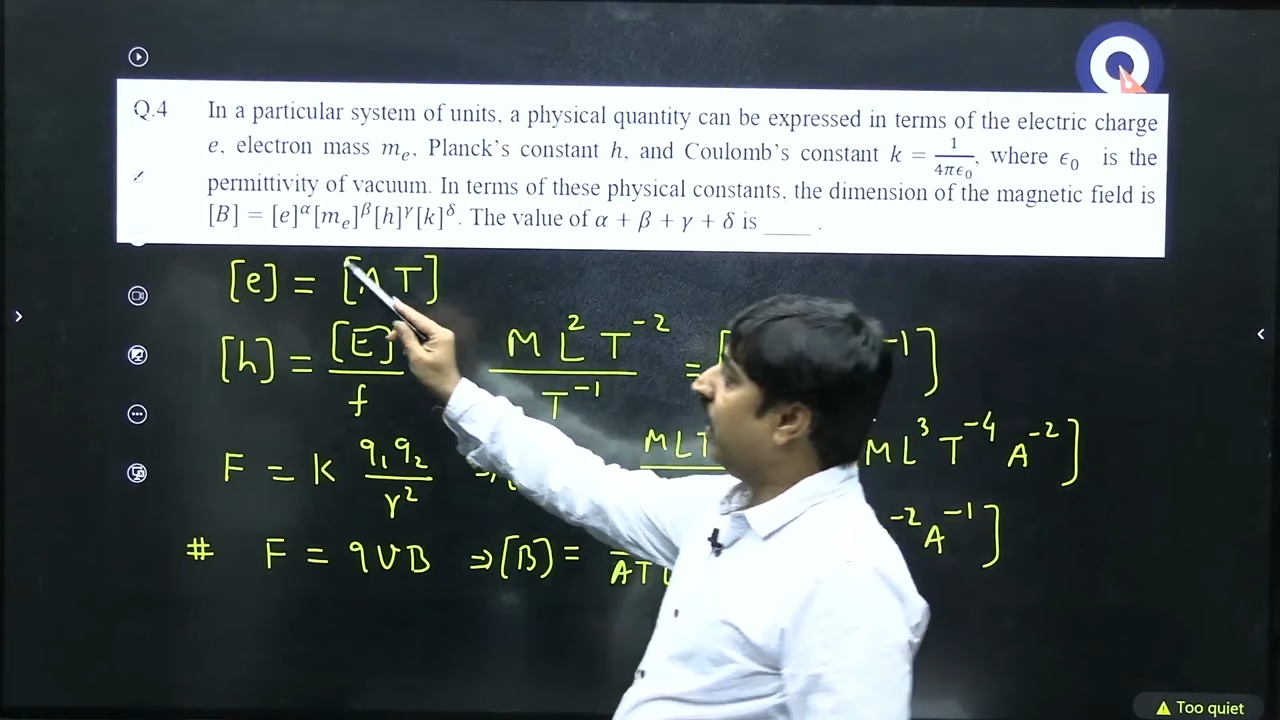 Q.4 In a particular system of units, a physical quantity can be expressed in terms of the electric charge
e, electron mass mₑ, Planck's constant h, and Coulomb's constant k = 1/(4πϵ₀), where ϵ₀ is the
permittivity of vacuum. In terms of these physical constants, the dimension of the magnetic field is
[B] = [e]^α[mₑ]^β[h]^γ[k]^δ. The value of α + β + γ + δ is ____ .
[e] = [A T]
[h] = [E]/f ML²T⁻²/T⁻¹ = [ ⁻¹]
F = K q₁q₂/r² ⇒ MLT ML³T⁻⁴A⁻²]
# F = qVB ⇒ [B] = AT ⁻²A⁻¹]
Too quiet